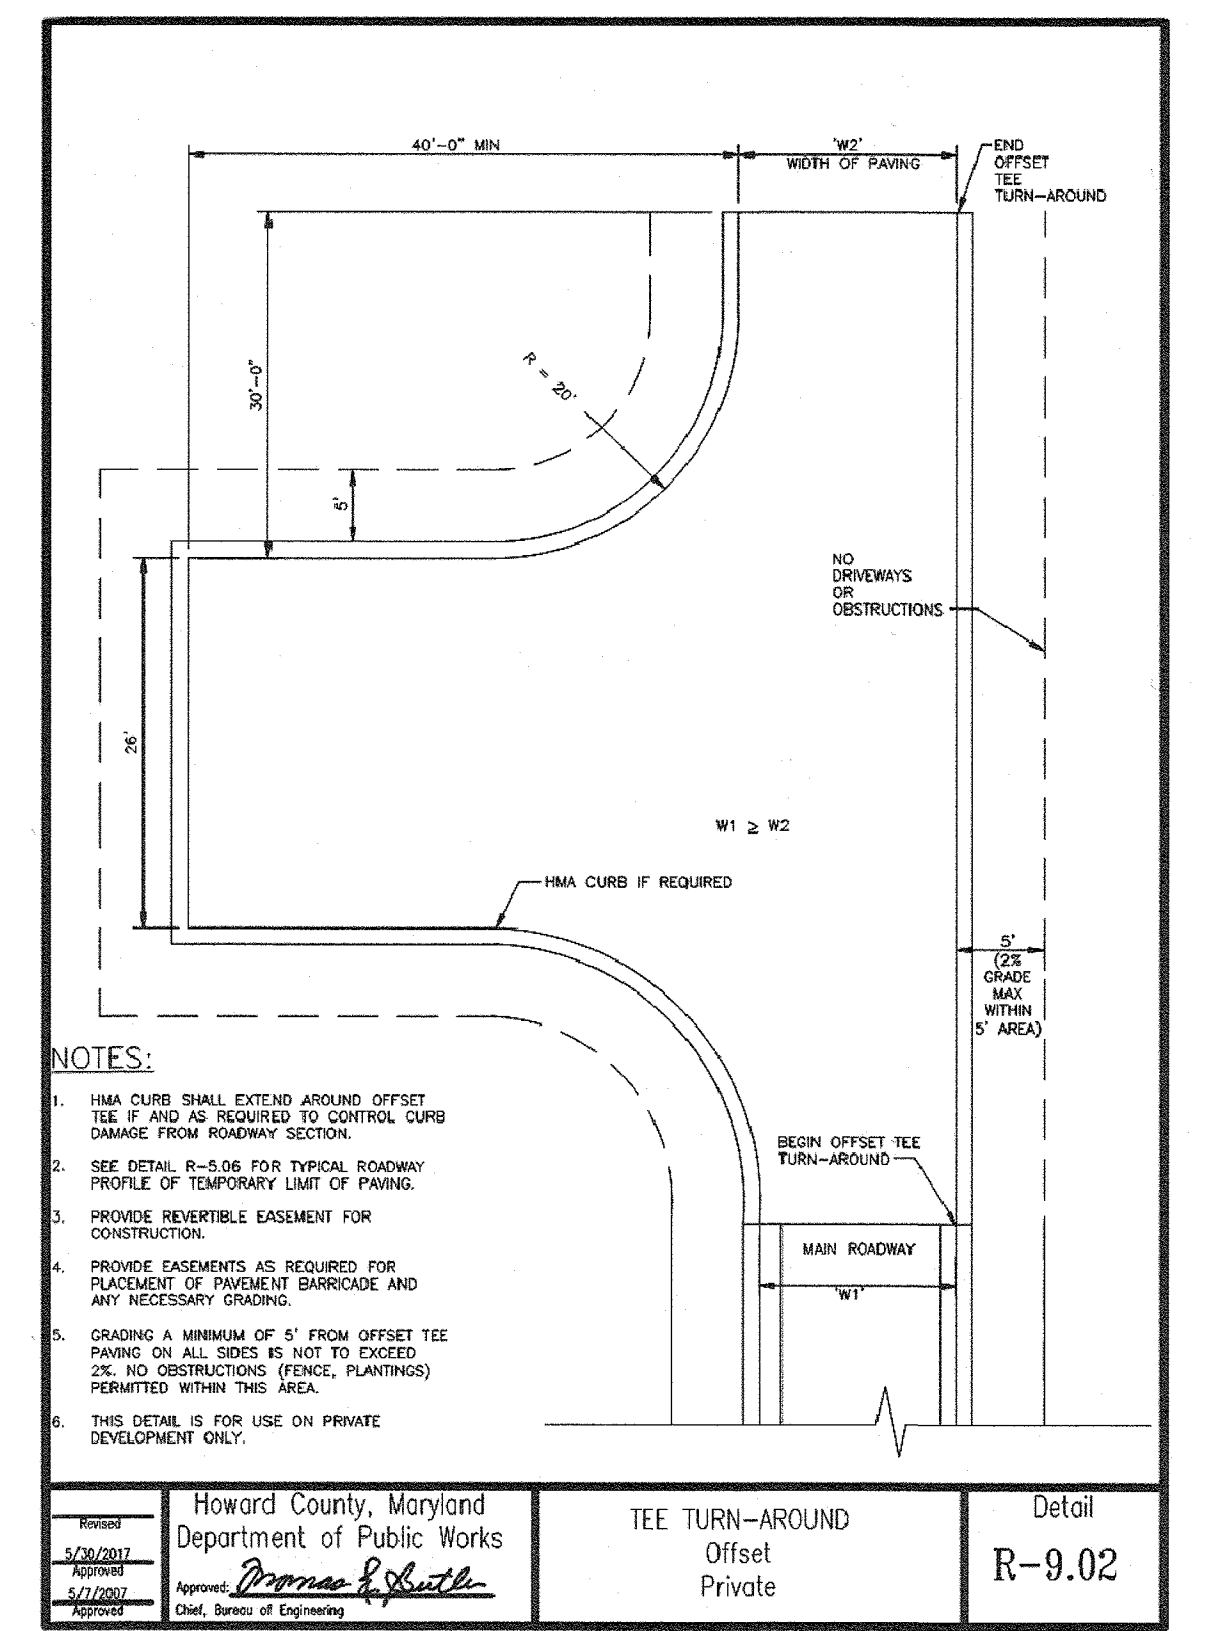 40'-0" MIN
'W2'
WIDTH OF PAVING
END
OFFSET
TEE
TURN-AROUND
30'-0"
R = 20'
5'
NO
DRIVEWAYS
OR
OBSTRUCTIONS
26'
W1 ≥ W2
HMA CURB IF REQUIRED
5'
(2%
GRADE
MAX
WITHIN
5' AREA)
BEGIN OFFSET TEE
TURN-AROUND
MAIN ROADWAY
'W1'
NOTES:
1. HMA CURB SHALL EXTEND AROUND OFFSET
TEE IF AND AS REQUIRED TO CONTROL CURB
DAMAGE FROM ROADWAY SECTION.
2. SEE DETAIL R-5.06 FOR TYPICAL ROADWAY
PROFILE OF TEMPORARY LIMIT OF PAVING.
3. PROVIDE REVERTIBLE EASEMENT FOR
CONSTRUCTION.
4. PROVIDE EASEMENTS AS REQUIRED FOR
PLACEMENT OF PAVEMENT BARRICADE AND
ANY NECESSARY GRADING.
5. GRADING A MINIMUM OF 5' FROM OFFSET TEE
PAVING ON ALL SIDES IS NOT TO EXCEED
2%. NO OBSTRUCTIONS (FENCE, PLANTINGS)
PERMITTED WITHIN THIS AREA.
6. THIS DETAIL IS FOR USE ON PRIVATE
DEVELOPMENT ONLY.
Revised
5/30/2017
Approved
5/7/2007
Approved
Howard County, Maryland
Department of Public Works
Approved: Thomas E. Butler
Chief, Bureau of Engineering
TEE TURN-AROUND
Offset
Private
Detail
R-9.02